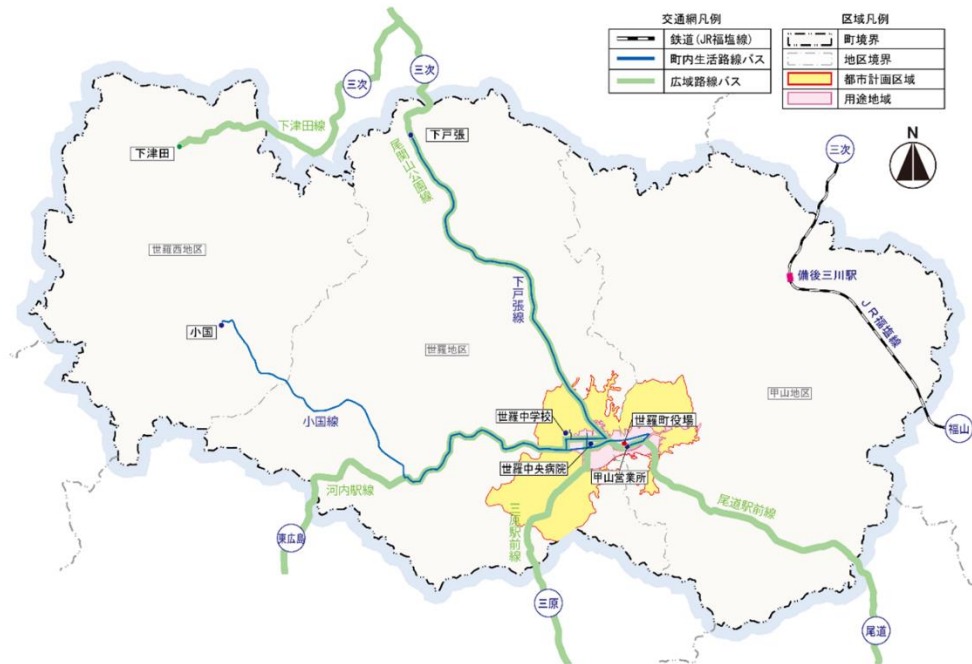 交通網凡例
鉄道(JR福塩線)
町内生活路線バス
広域路線バス
区域凡例
町境界
地区境界
都市計画区域
用途地域
三次
三次
下津田線
下津田
下戸張
尾関山公園線
三次
N
世羅西地区
備後三川駅
下戸張線
JR福塩線
小国
世羅地区
甲山地区
小国線
世羅中学校
世羅町役場
福山
世羅中央病院
甲山営業所
河内駅線
三原駅前線
尾道駅前線
東広島
三原
尾道